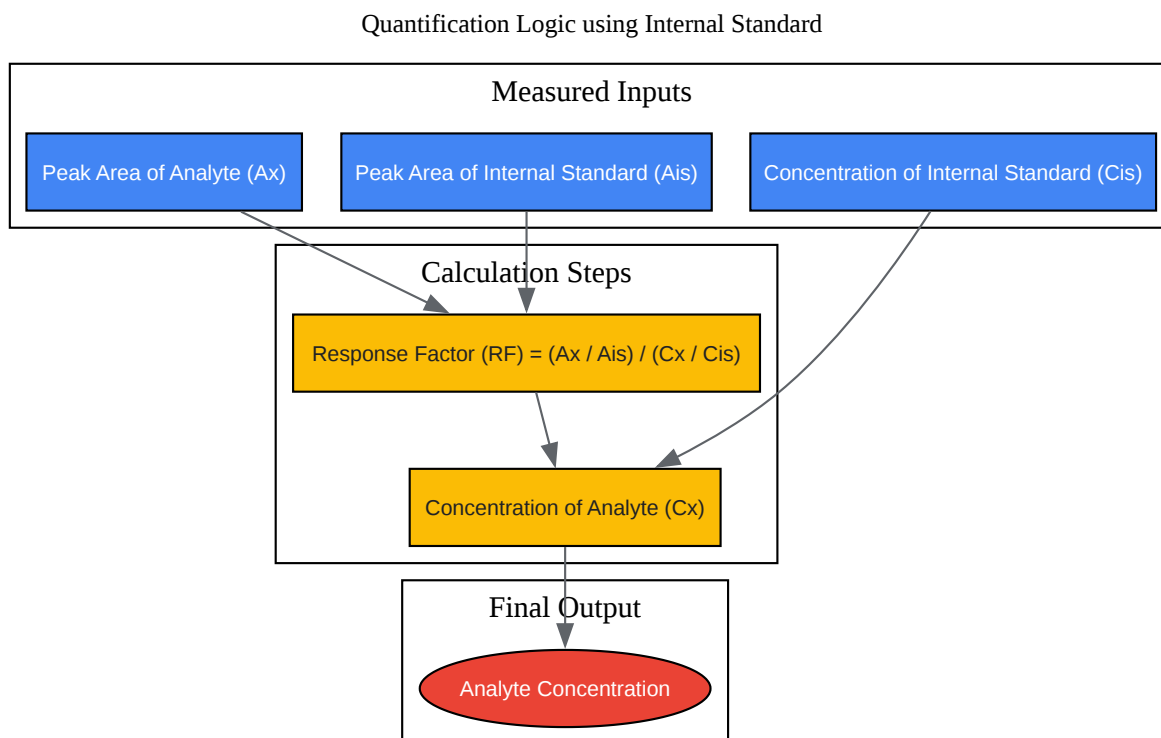 Quantification Logic using Internal Standard
Measured Inputs
Peak Area of Analyte (Ax)
Peak Area of Internal Standard (Ais)
Concentration of Internal Standard (Cis)
Calculation Steps
Response Factor (RF) = (Ax / Ais) / (Cx / Cis)
Concentration of Analyte (Cx)
Final Output
Analyte Concentration